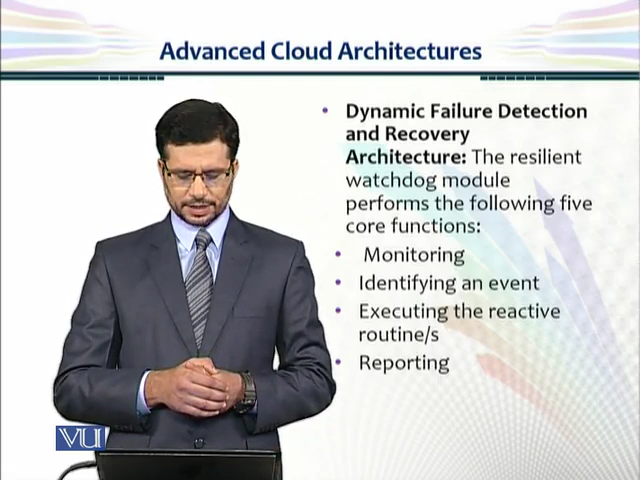 Advanced Cloud Architectures
• Dynamic Failure Detection
and Recovery
Architecture: The resilient
watchdog module
performs the following five
core functions:
• Monitoring
• Identifying an event
• Executing the reactive
routine/s
• Reporting
VU